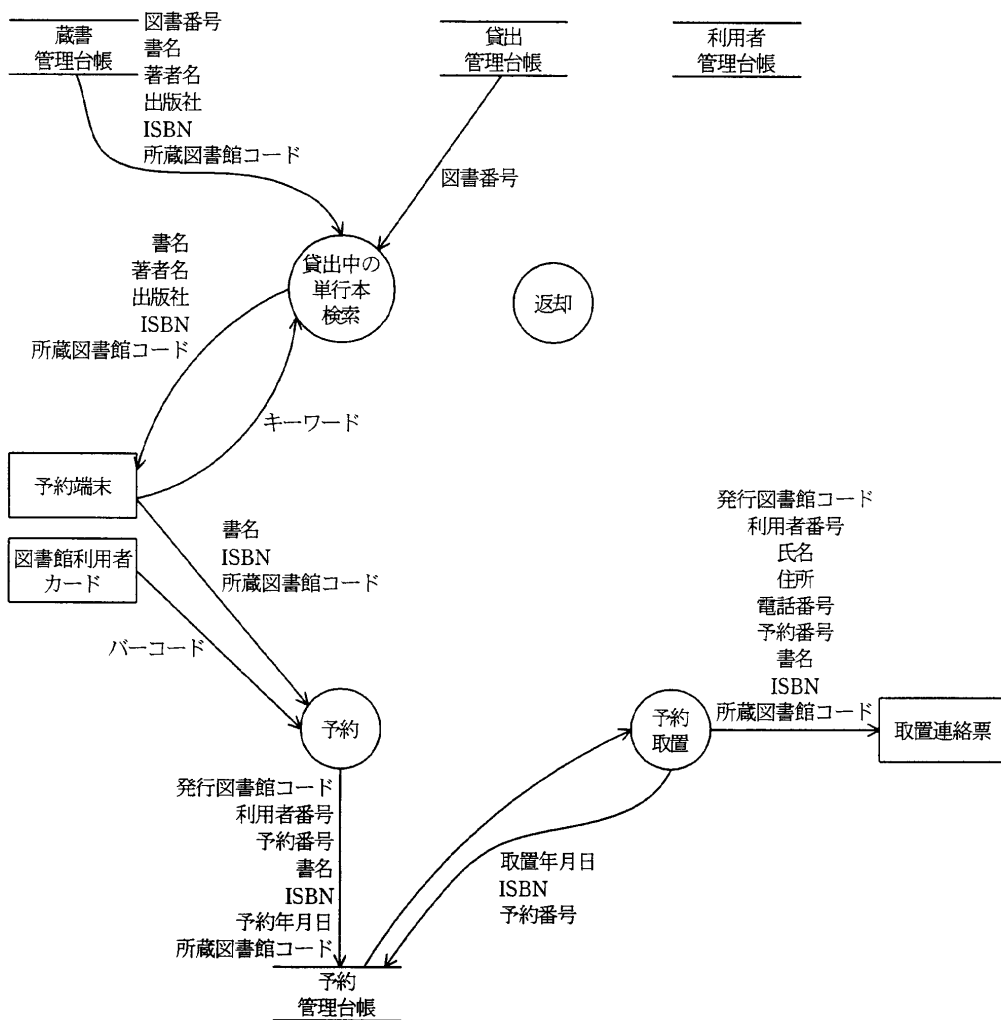 蔵書
管理台帳
図書番号
書名
著者名
出版社
ISBN
所蔵図書館コード
貸出
管理台帳
利用者
管理台帳
図書番号
貸出中の
単行本
検索
返却
書名
著者名
出版社
ISBN
所蔵図書館コード
キーワード
予約端末
図書館利用者
カード
書名
ISBN
所蔵図書館コード
バーコード
予約
予約
取置
発行図書館コード
利用者番号
氏名
住所
電話番号
予約番号
書名
ISBN
所蔵図書館コード
取置連絡票
発行図書館コード
利用者番号
予約番号
書名
ISBN
予約年月日
所蔵図書館コード
取置年月日
ISBN
予約番号
予約
管理台帳